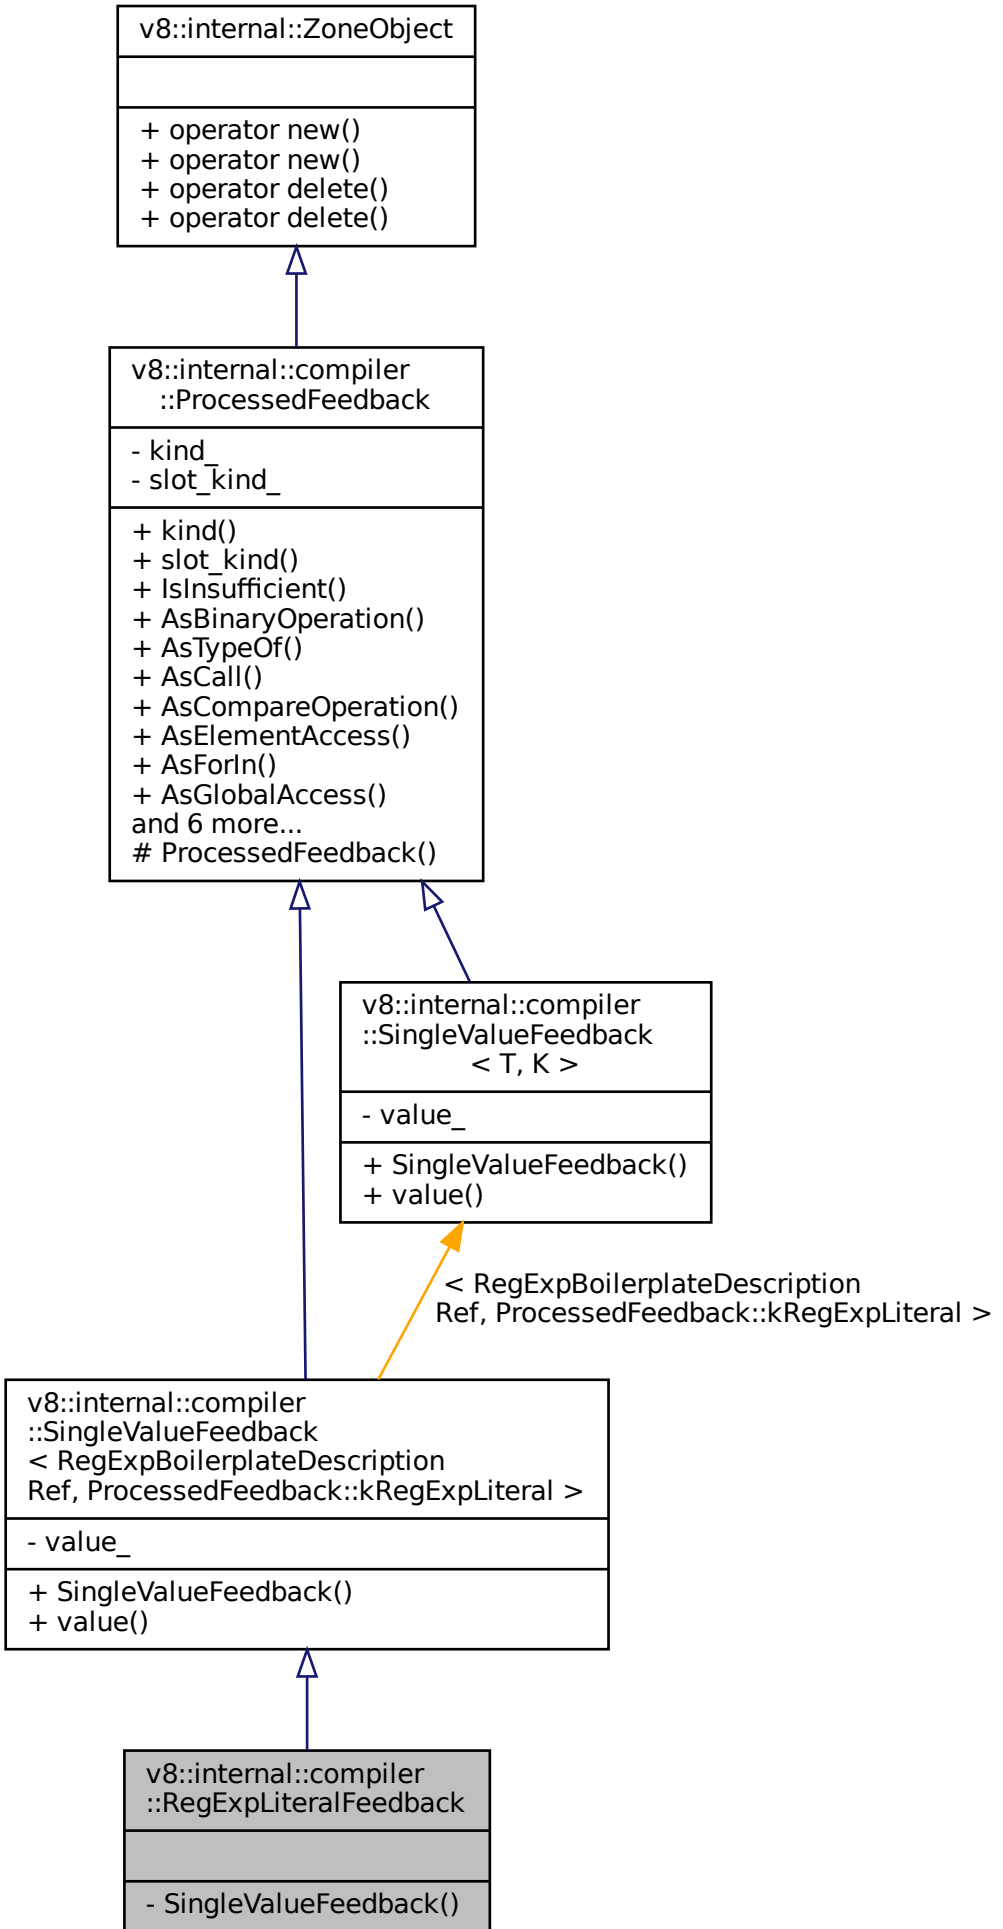 v8::internal::ZoneObject
+ operator new()
+ operator new()
+ operator delete()
+ operator delete()
v8::internal::compiler
::ProcessedFeedback
- kind_
- slot_kind_
+ kind()
+ slot_kind()
+ IsInsufficient()
+ AsBinaryOperation()
+ AsTypeOf()
+ AsCall()
+ AsCompareOperation()
+ AsElementAccess()
+ AsForIn()
+ AsGlobalAccess()
and 6 more...
# ProcessedFeedback()
v8::internal::compiler
::SingleValueFeedback
< T, K >
- value_
+ SingleValueFeedback()
+ value()
< RegExpBoilerplateDescription
Ref, ProcessedFeedback::kRegExpLiteral >
v8::internal::compiler
::SingleValueFeedback
< RegExpBoilerplateDescription
Ref, ProcessedFeedback::kRegExpLiteral >
- value_
+ SingleValueFeedback()
+ value()
v8::internal::compiler
::RegExpLiteralFeedback
- SingleValueFeedback()